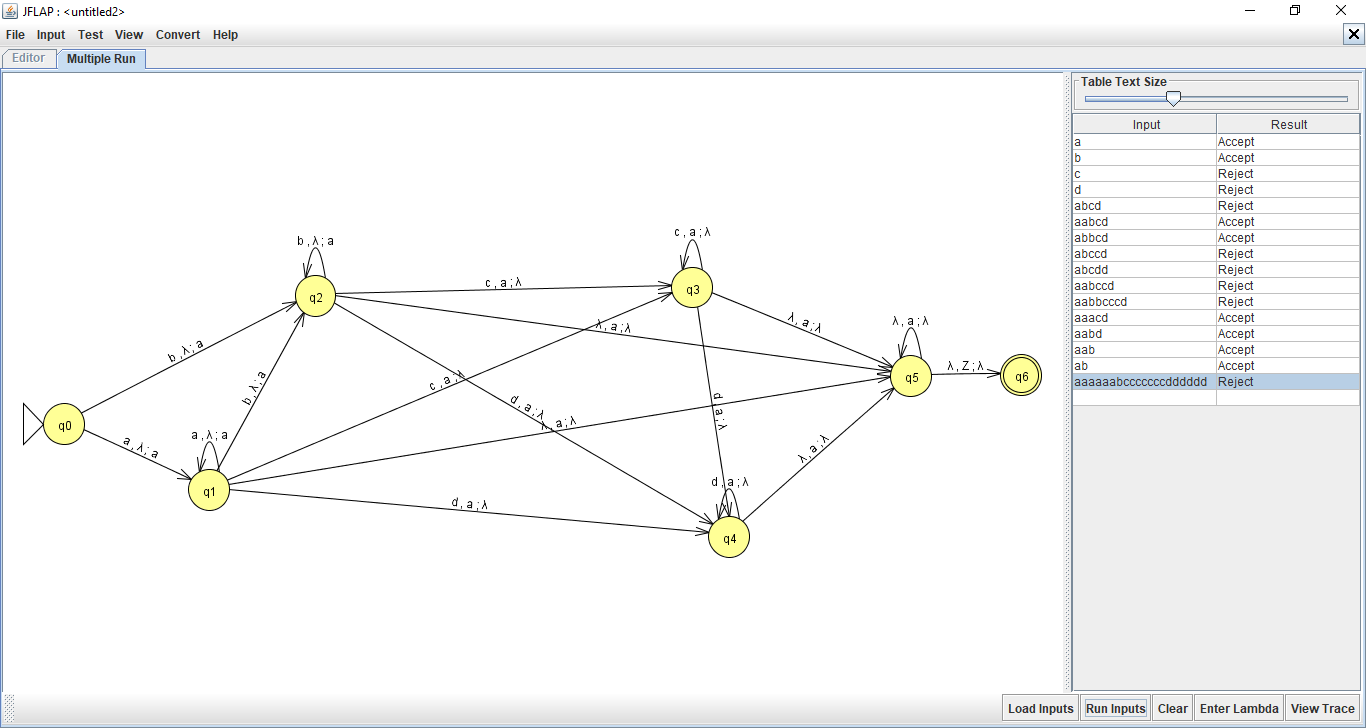 JFLAP : <untitled2>
File Input Test View Convert Help
Editor Multiple Run
Table Text Size
Input Result
a Accept
b Accept
c Reject
d Reject
abcd Reject
aabcd Accept
abbcd Accept
abccd Reject
abcdd Reject
aabccd Reject
aabbcccd Reject
aaacd Accept
aabd Accept
aab Accept
ab Accept
aaaaaabcccccccdddddd Reject
b , λ ; a
c , a ; λ
q2
c , a ; λ
q3
λ , a ; λ
λ , a ; λ
λ , a ; λ
b , λ ; a
λ , Z ; λ
q5
q6
c , a ; λ
b , λ ; a
d , a ; λ
d , a ; λ
λ , a ; λ
q0
a , λ ; a
a , λ ; a
λ , a ; λ
q1
d , a ; λ
d , a ; λ
q4
Load Inputs Run Inputs Clear Enter Lambda View Trace